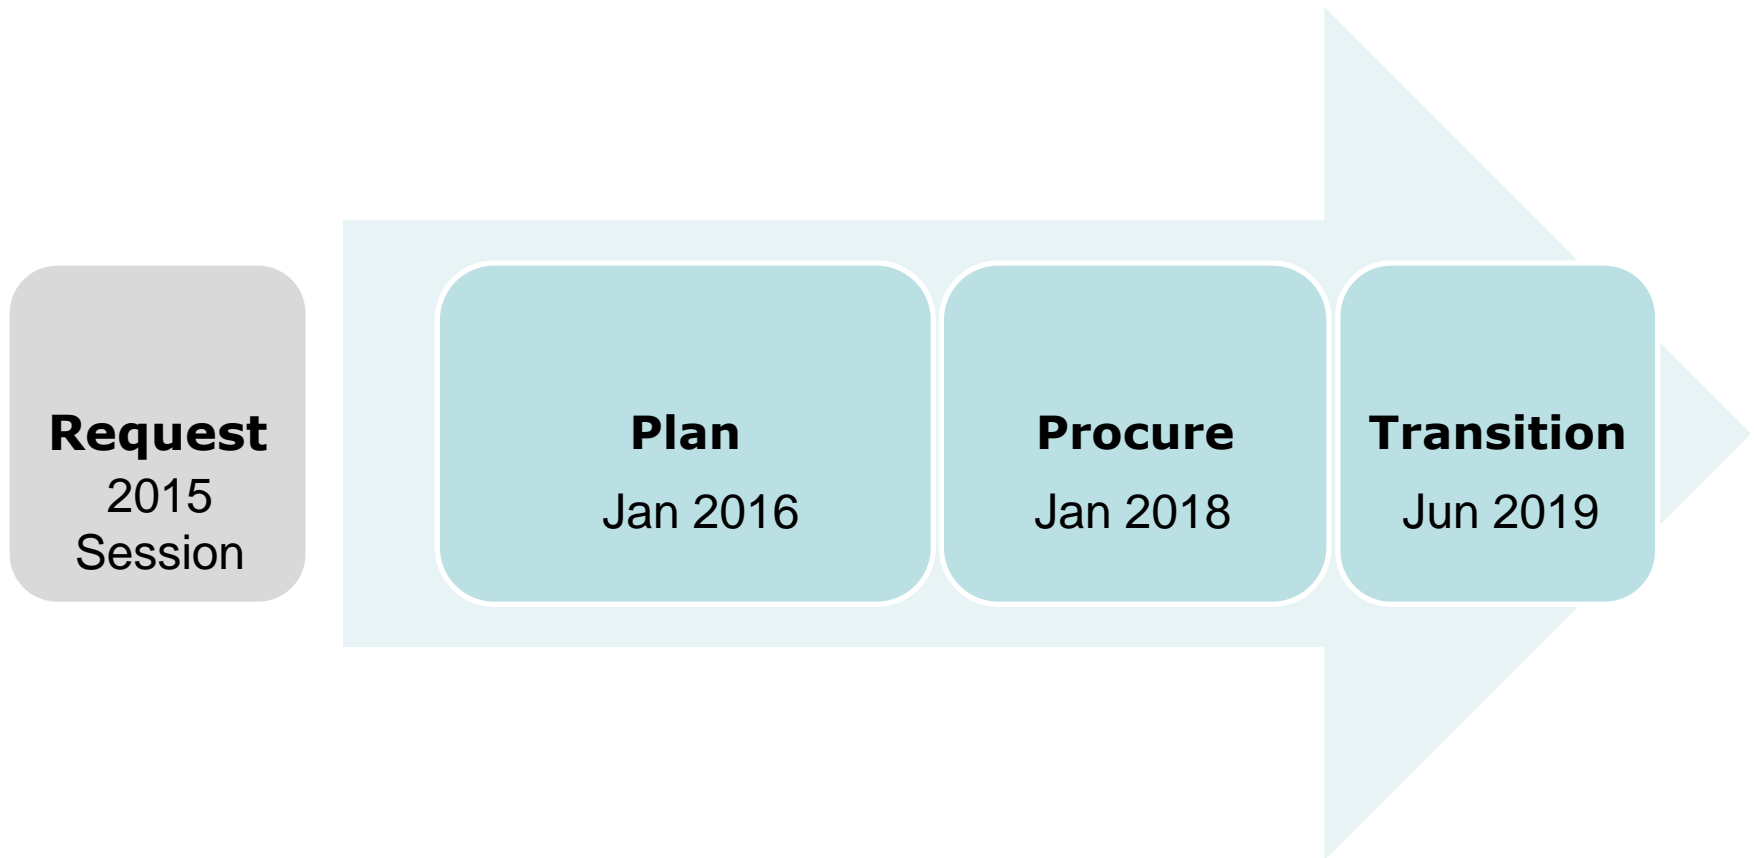 Request
2015
Session
Plan
Jan 2016
Procure
Jan 2018
Transition
Jun 2019